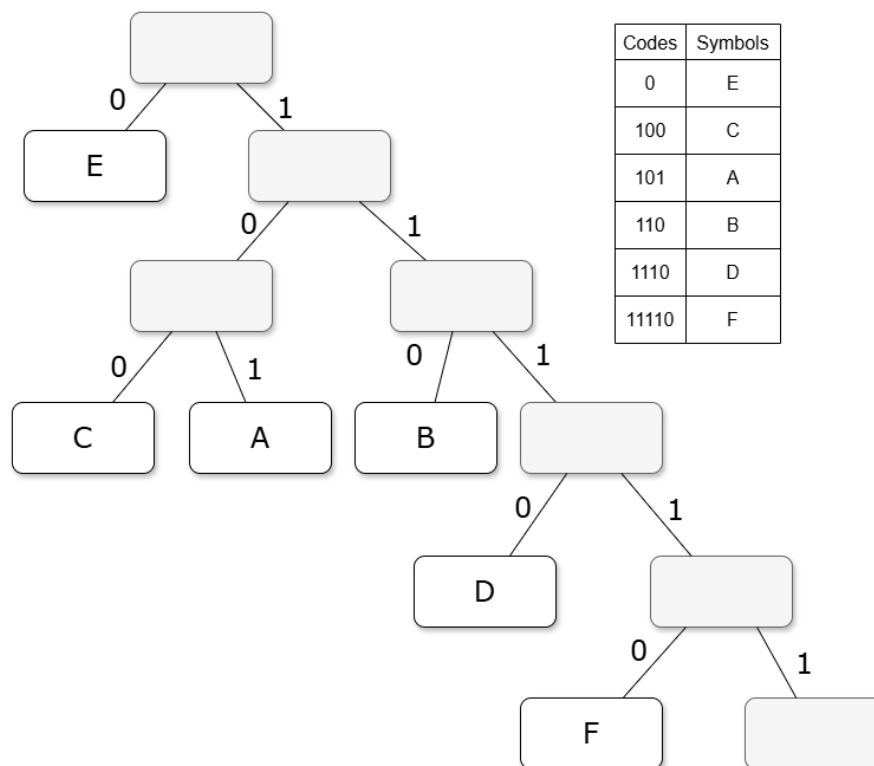 Codes Symbols
0 E
100 C
101 A
110 B
1110 D
11110 F
0 1
E
0 1
0 1 0 1
C A B
0 1
D
0 1
F